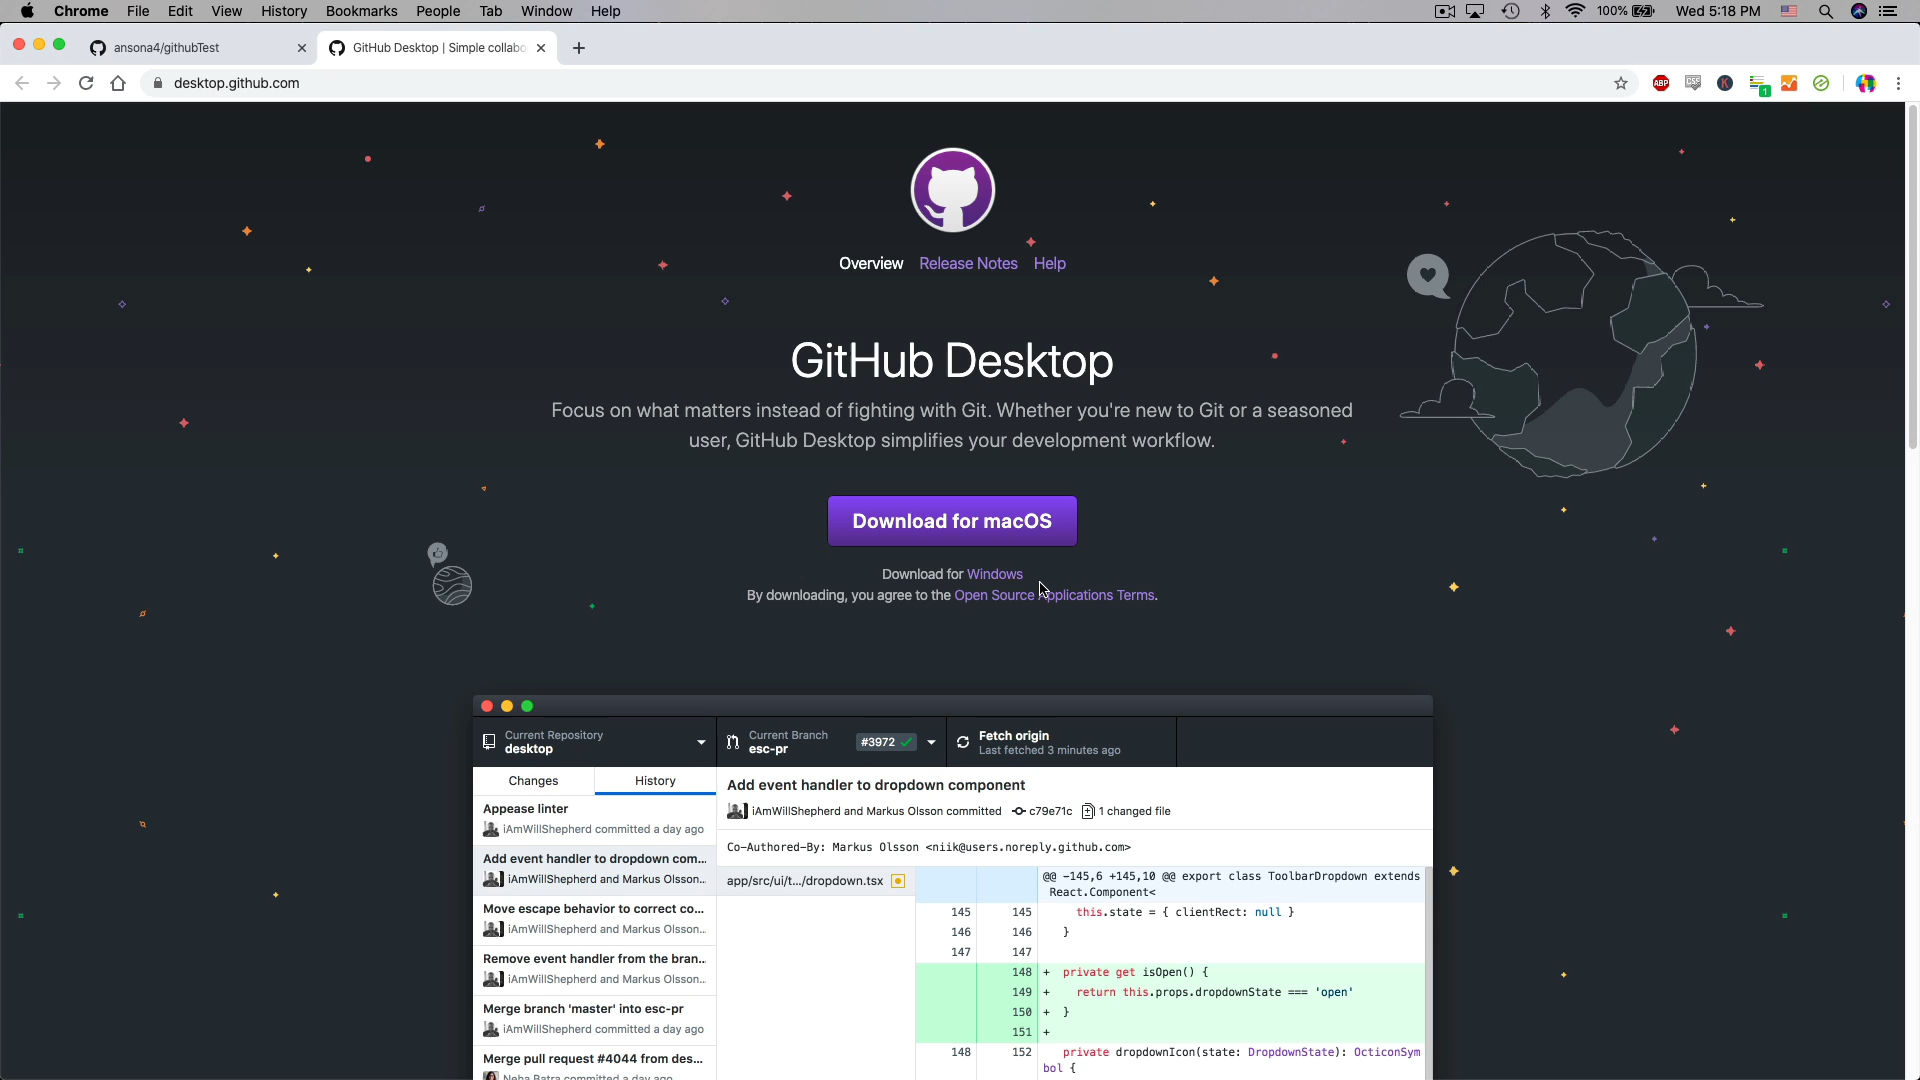 Chrome File Edit View History Bookmarks People Tab Window Help 100% Wed 5:18 PM
ansona4/githubTest GitHub Desktop | Simple collabo
desktop.github.com
ABP CSS K 1
Overview Release Notes Help
GitHub Desktop
Focus on what matters instead of fighting with Git. Whether you're new to Git or a seasoned
user, GitHub Desktop simplifies your development workflow.
Download for macOS
Download for Windows
By downloading, you agree to the Open Source Applications Terms.
Current Repository
desktop
Current Branch
esc-pr
#3972
Fetch origin
Last fetched 3 minutes ago
Changes History
Appease linter
iAmWillShepherd committed a day ago
Add event handler to dropdown com...
iAmWillShepherd and Markus Olsson...
Move escape behavior to correct co...
iAmWillShepherd and Markus Olsson..
Remove event handler from the bran..
iAmWillShepherd and Markus Olsson..
Merge branch 'master' into esc-pr
iAmWillShepherd committed a day ago
Merge pull request #4044 from des...
Neha Batra committed a day ago
Add event handler to dropdown component
iAmWillShepherd and Markus Olsson committed c79e71c 1 changed file
Co-Authored-By: Markus Olsson <niik@users.noreply.github.com>
app/src/ui/t.../dropdown.tsx
@@ -145,6 +145,10 @@ export class ToolbarDropdown extends
React.Component<
145 145 this.state = { clientRect: null }
146 146 }
147 147
148 + private get isOpen() {
149 + return this.props.dropdownState === 'open'
150 + }
151 +
148 152 private dropdownIcon(state: DropdownState): OcticonSym
bol {